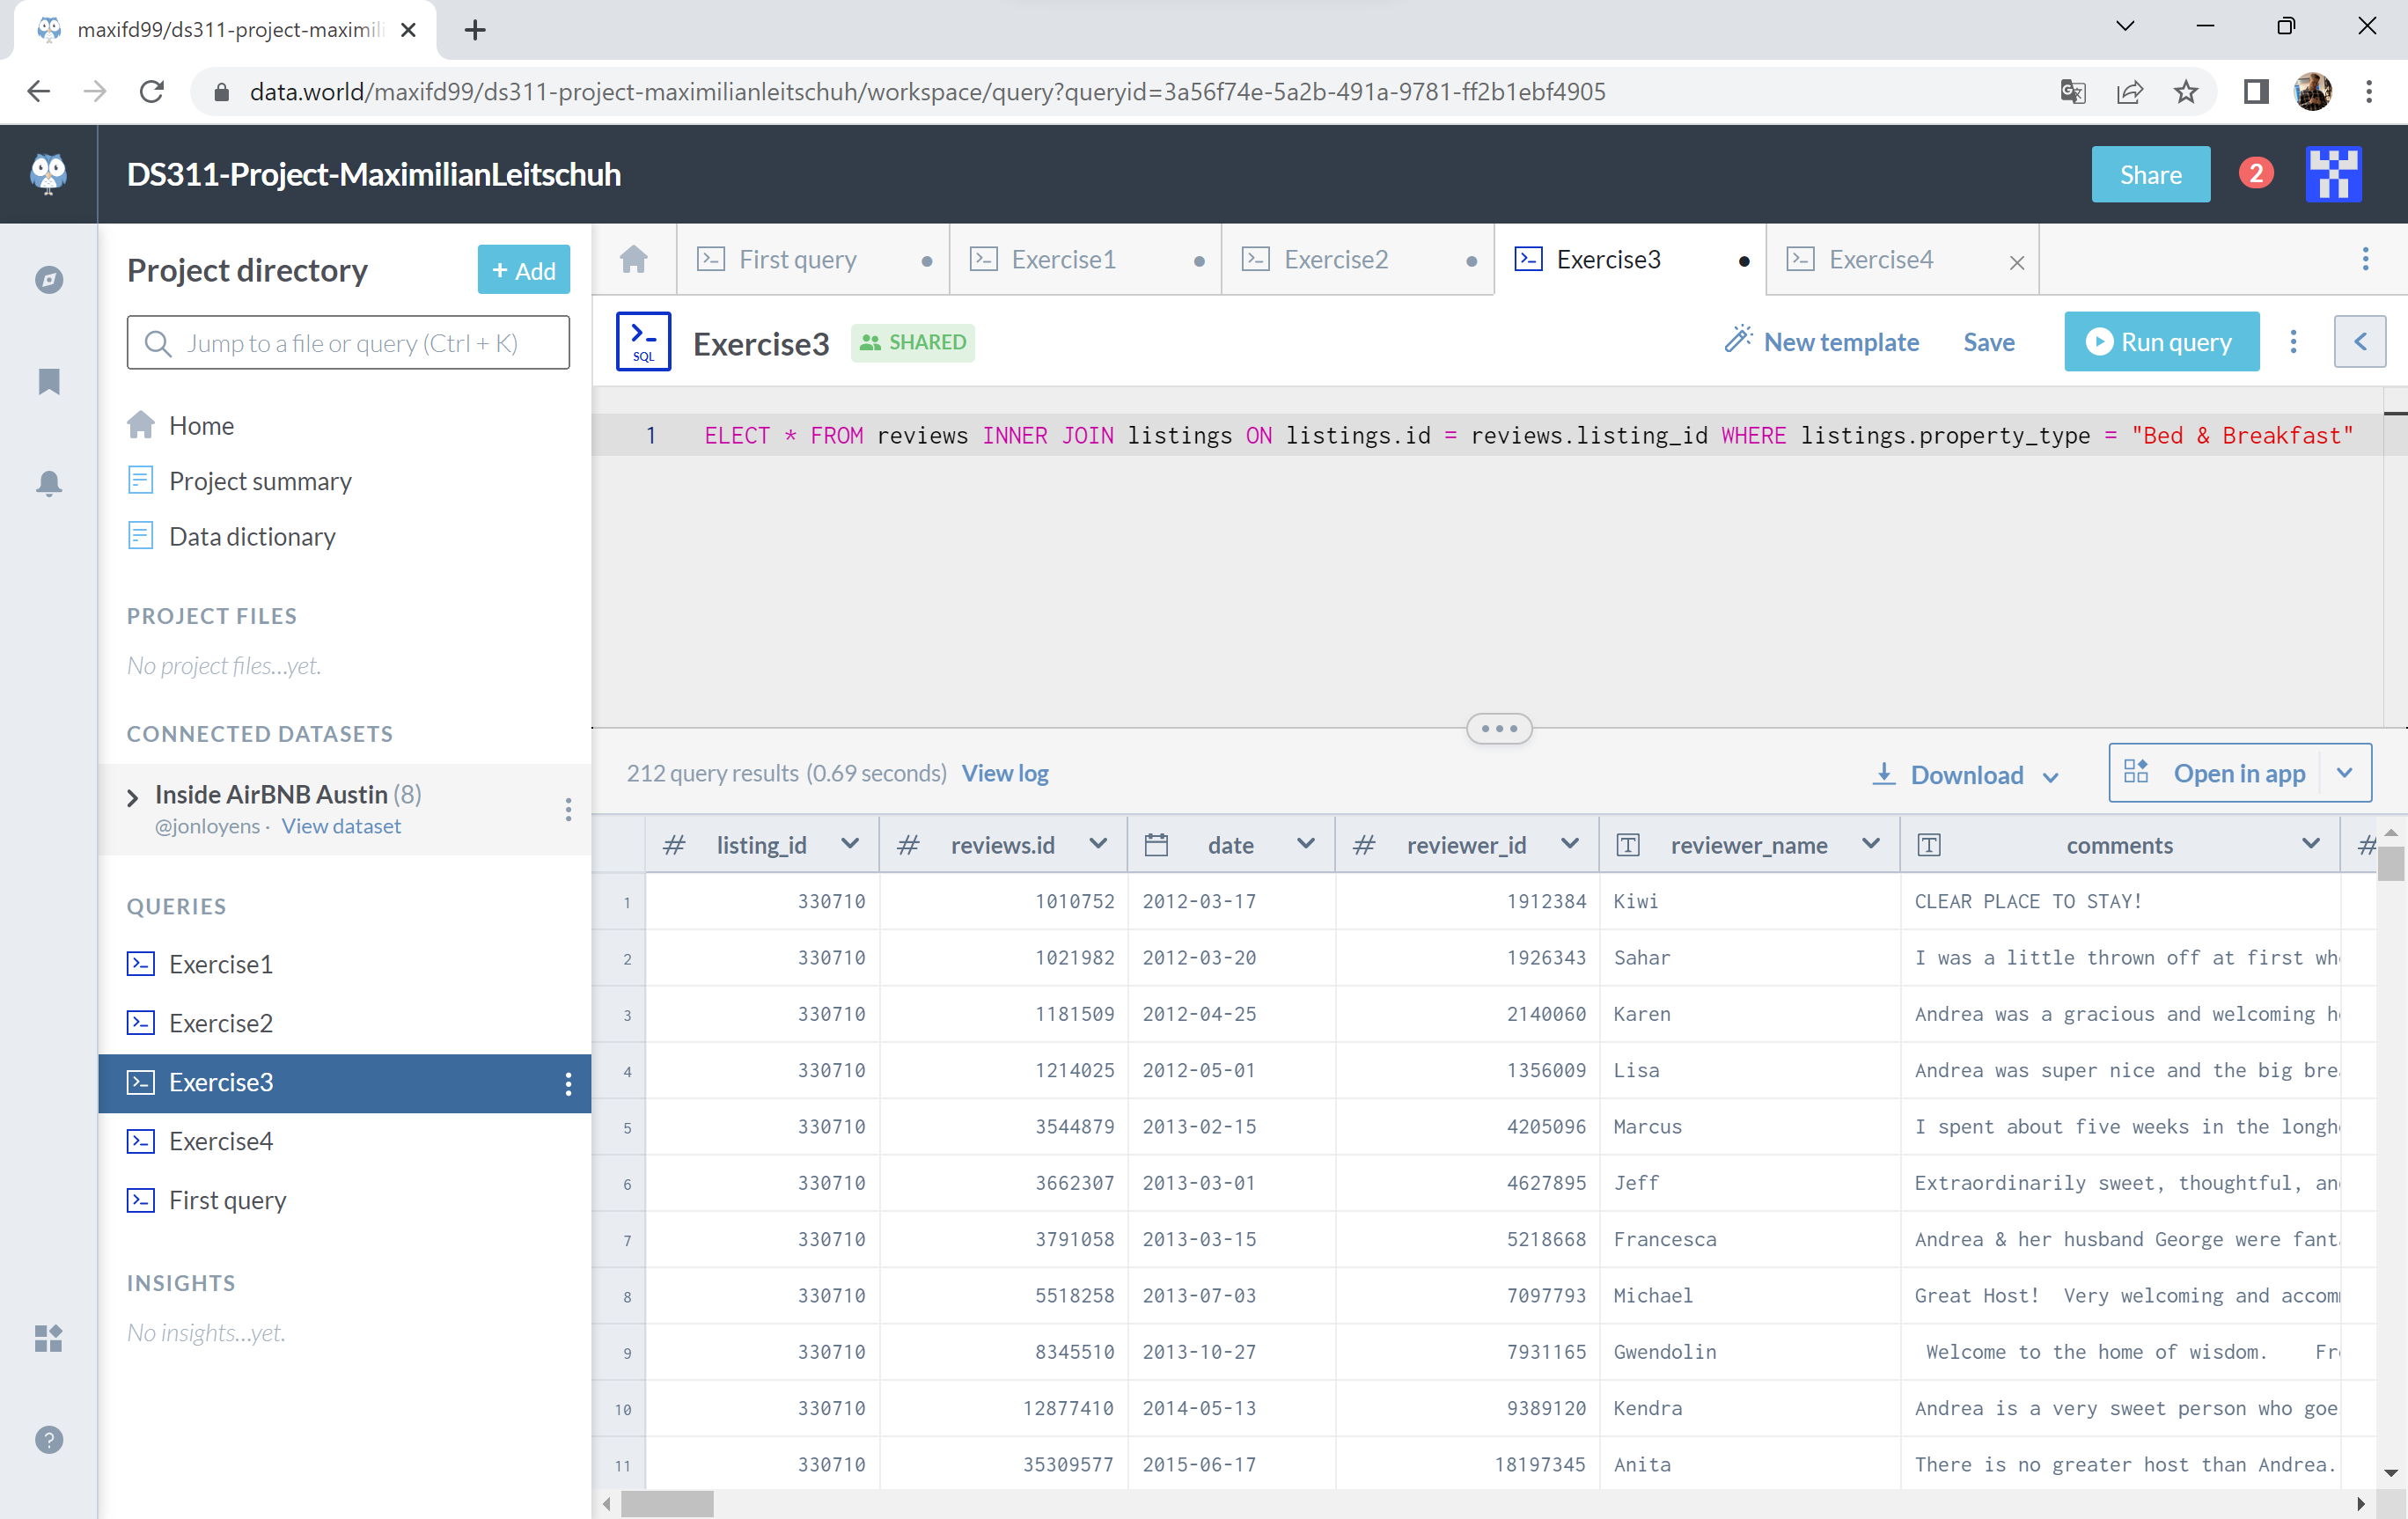 maxifd99/ds311-project-maximili
data.world/maxifd99/ds311-project-maximilianleitschuh/workspace/query?queryid=3a56f74e-5a2b-491a-9781-ff2b1ebf4905
DS311-Project-MaximilianLeitschuh
Share
2
Project directory
+ Add
Jump to a file or query (Ctrl + K)
Home
Project summary
Data dictionary
PROJECT FILES
No project files...yet.
CONNECTED DATASETS
Inside AirBNB Austin (8)
@jonloyens · View dataset
QUERIES
Exercise1
Exercise2
Exercise3
Exercise4
First query
INSIGHTS
No insights...yet.
First query
Exercise1
Exercise2
Exercise3
Exercise4
SQL
Exercise3
SHARED
New template
Save
Run query
1 ELECT * FROM reviews INNER JOIN listings ON listings.id = reviews.listing_id WHERE listings.property_type = "Bed & Breakfast"
212 query results (0.69 seconds) View log
Download
Open in app
# listing_id # reviews.id date # reviewer_id T reviewer_name T comments #
1 330710 1010752 2012-03-17 1912384 Kiwi CLEAR PLACE TO STAY!
2 330710 1021982 2012-03-20 1926343 Sahar I was a little thrown off at first wh
3 330710 1181509 2012-04-25 2140060 Karen Andrea was a gracious and welcoming h
4 330710 1214025 2012-05-01 1356009 Lisa Andrea was super nice and the big bre
5 330710 3544879 2013-02-15 4205096 Marcus I spent about five weeks in the longh
6 330710 3662307 2013-03-01 4627895 Jeff Extraordinarily sweet, thoughtful, an
7 330710 3791058 2013-03-15 5218668 Francesca Andrea & her husband George were fant
8 330710 5518258 2013-07-03 7097793 Michael Great Host! Very welcoming and accom
9 330710 8345510 2013-10-27 7931165 Gwendolin Welcome to the home of wisdom. Fr
10 330710 12877410 2014-05-13 9389120 Kendra Andrea is a very sweet person who goe
11 330710 35309577 2015-06-17 18197345 Anita There is no greater host than Andrea.